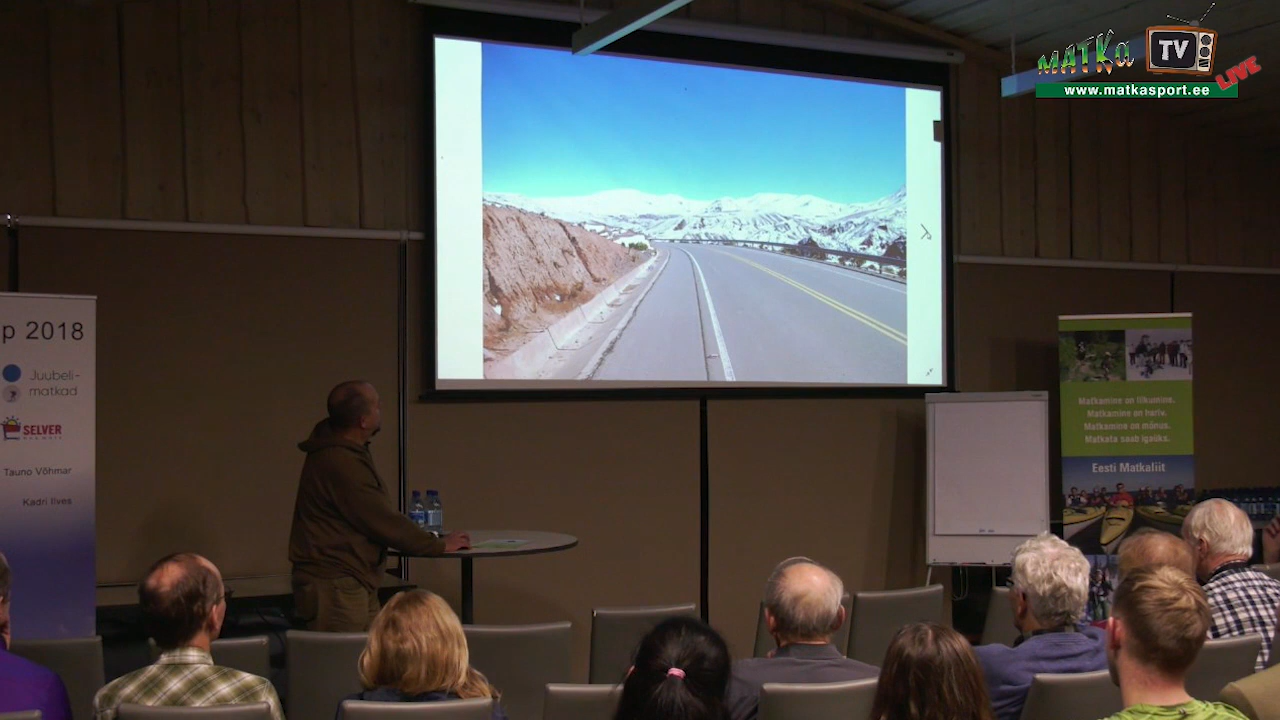 MATKa
TV
LIVE
www.matkasport.ee
p 2018
Juubeli-
matkad
SELVER
Tauno Võhmar
Kadri Ilves
Matkamine on liikumine.
Matkamine on hariv.
Matkamine on mõnus.
Matkata saab igaüks.
Eesti Matkaliit